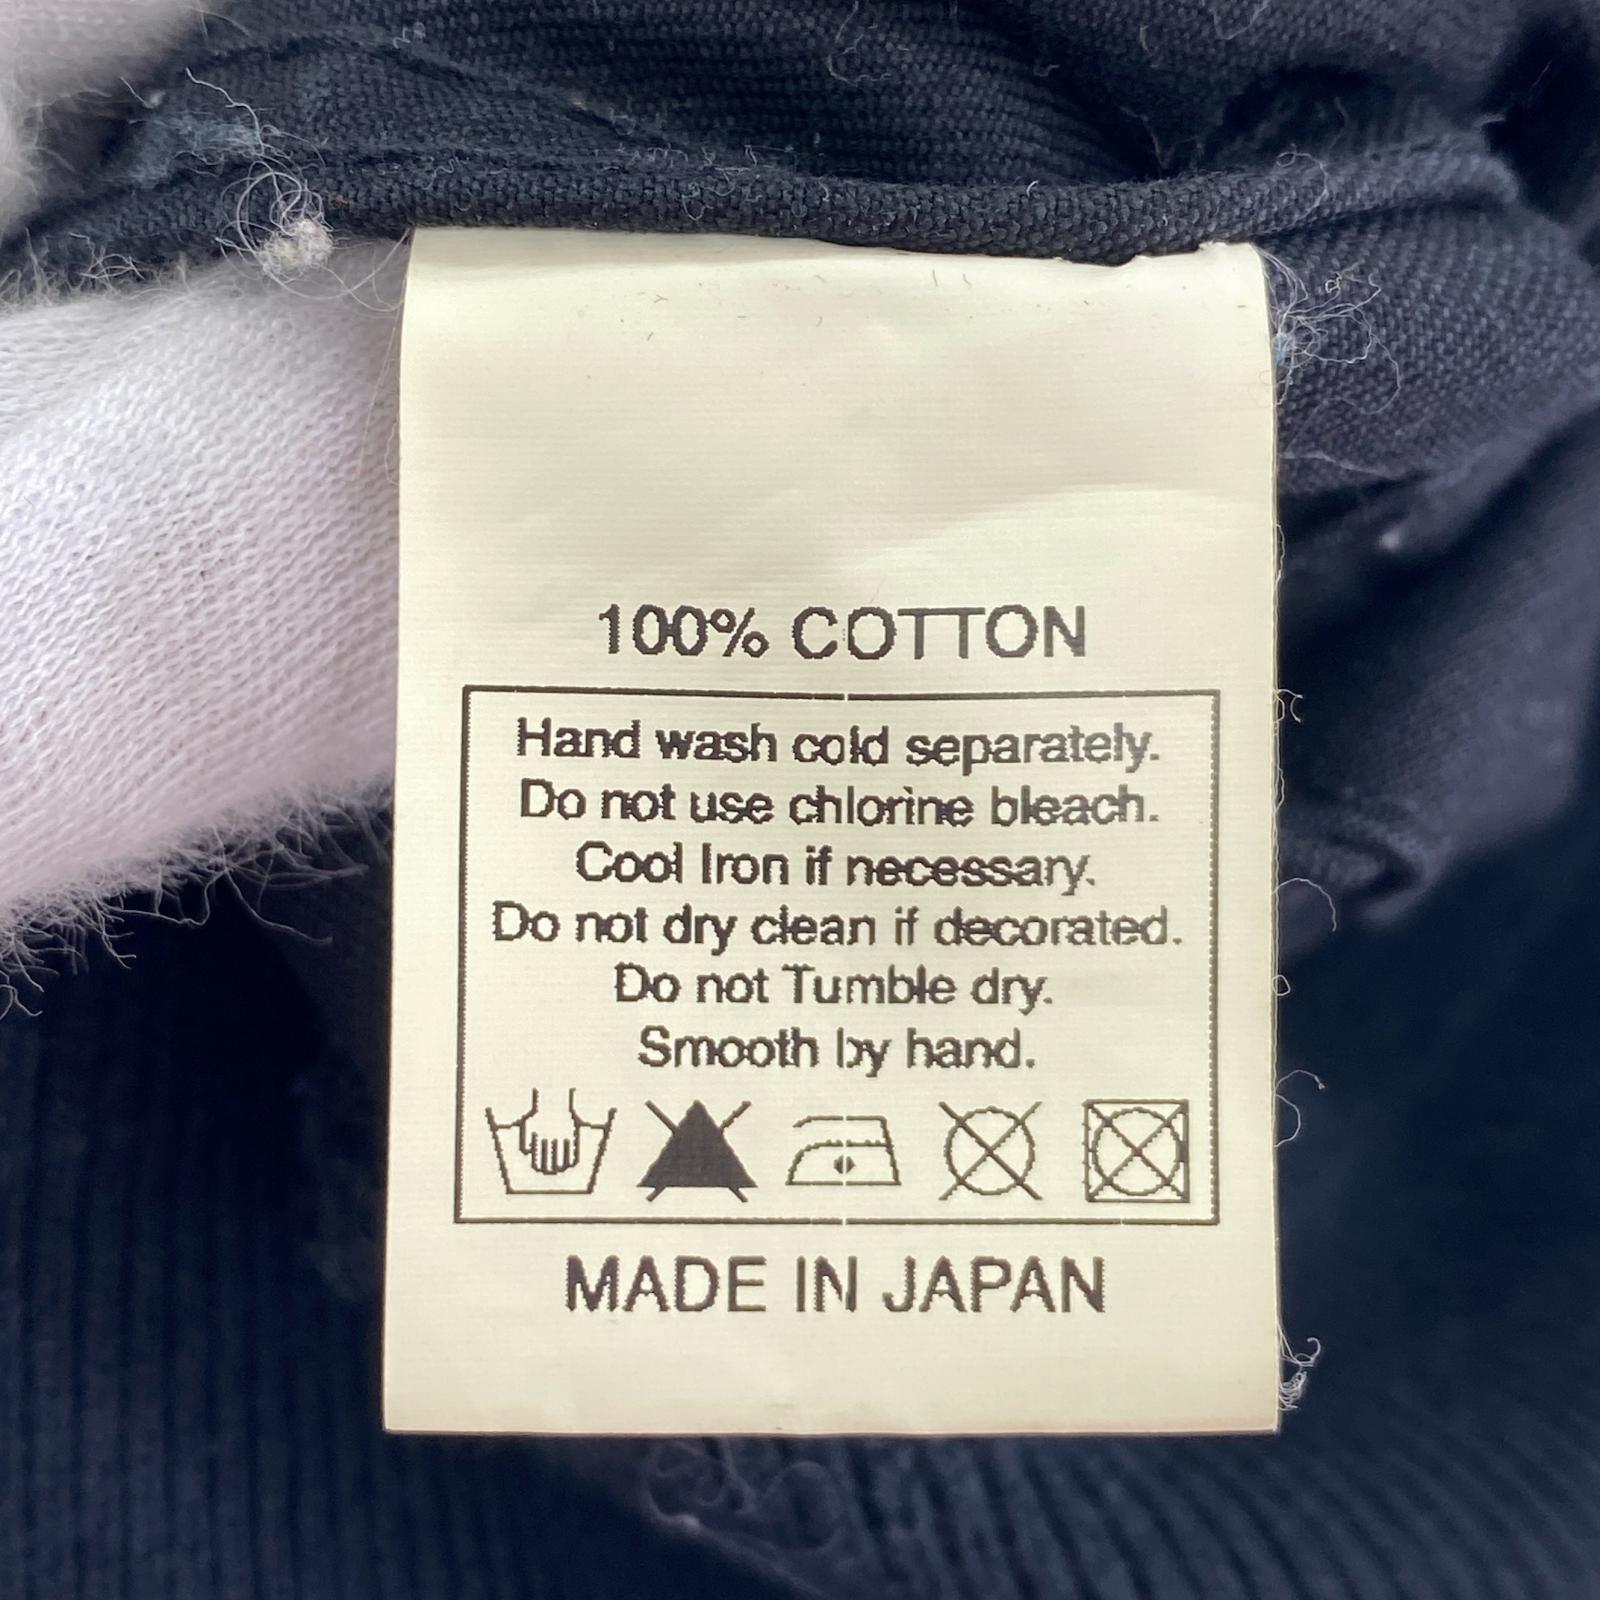 100% COTTON
Hand wash cold separately.
Do not use chlorine bleach.
Cool Iron if necessary.
Do not dry clean if decorated.
Do not Tumble dry.
Smooth by hand.
MADE IN JAPAN